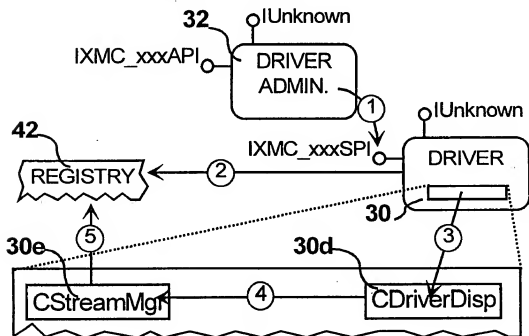 32
IUnknown
IXMC_xxxAPI
DRIVER
ADMIN.
1
IUnknown
42
IXMC_xxxSPI
DRIVER
REGISTRY
2
30
30e
5
30d
3
CStreamMgr
4
CDriverDisp